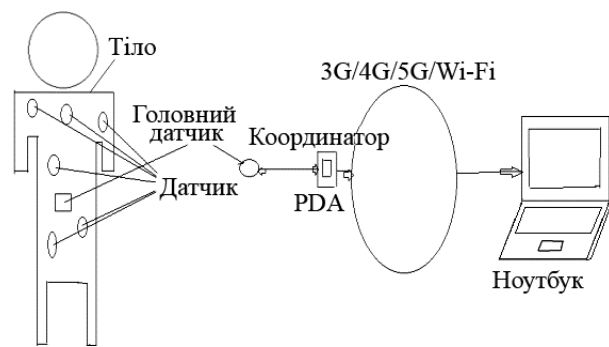 Тіло
3G/4G/5G/Wi-Fi
Головний
датчик
Координатор
Датчик
PDA
Ноутбук